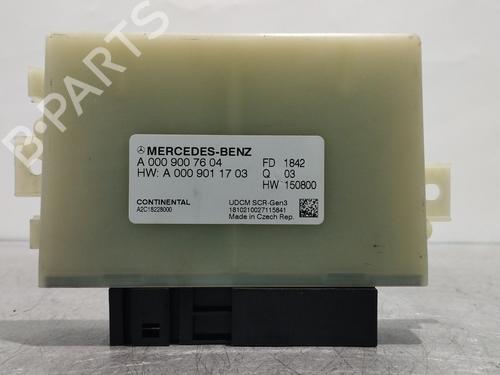 B-PARTS
MERCEDES-BENZ
A 000 900 76 04 FD 1842
Q 03
HW: A 000 901 17 03
HW 150800
CONTINENTAL
A2C18228000
UDCM SCR-Gen3
1810210027115841
Made in Czech Rep.